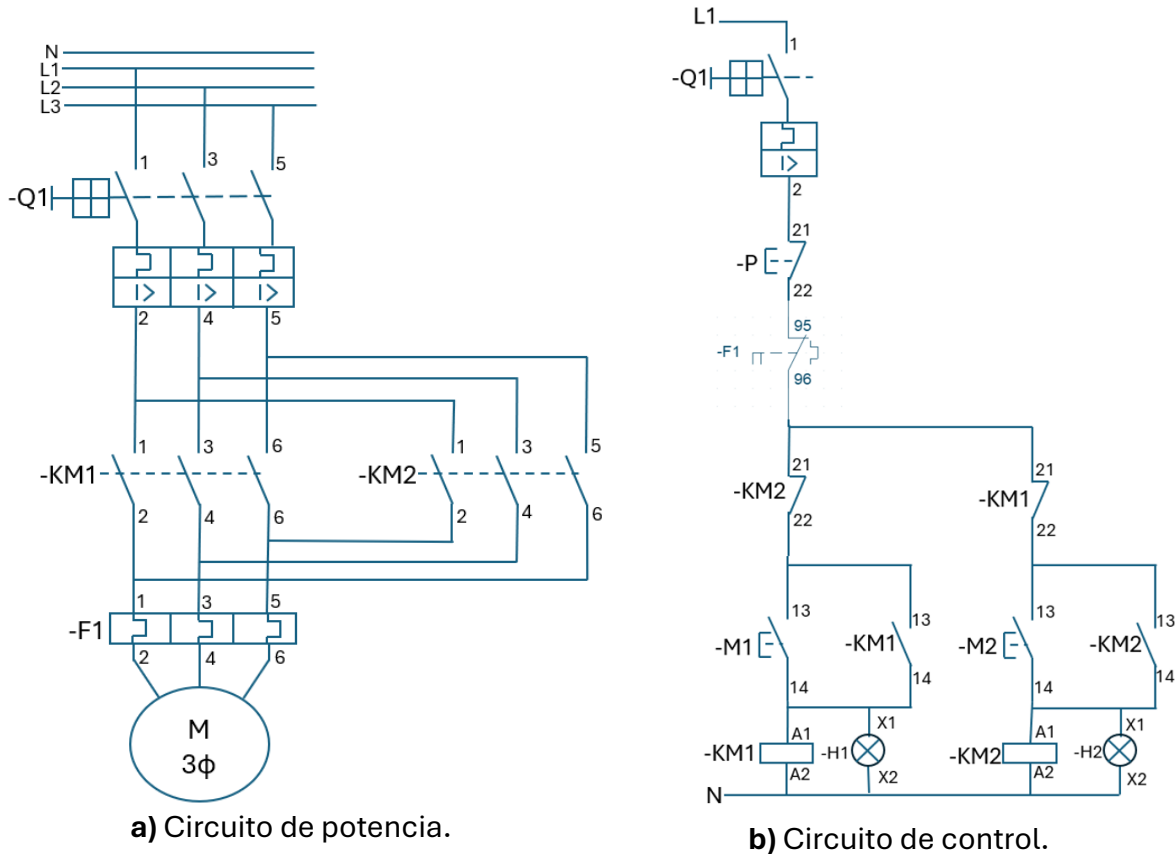 N
L1
L2
L3
1 3 5
-Q1
I> I> I>
2 4 5
1 3 6 1 3 5
-KM1 -KM2
2 4 6 2 4 6
1 3 5
-F1
2 4 6
M
3ϕ
a) Circuito de potencia.
L1
1
-Q1
I>
2
21
-P
22
95
-F1
96
21 21
-KM2 -KM1
22 22
13 13 13 13
-M1 -KM1 -M2 -KM2
14 14 14 14
A1 X1 A1 X1
-KM1 -H1 -KM2 -H2
A2 X2 A2 X2
N
b) Circuito de control.